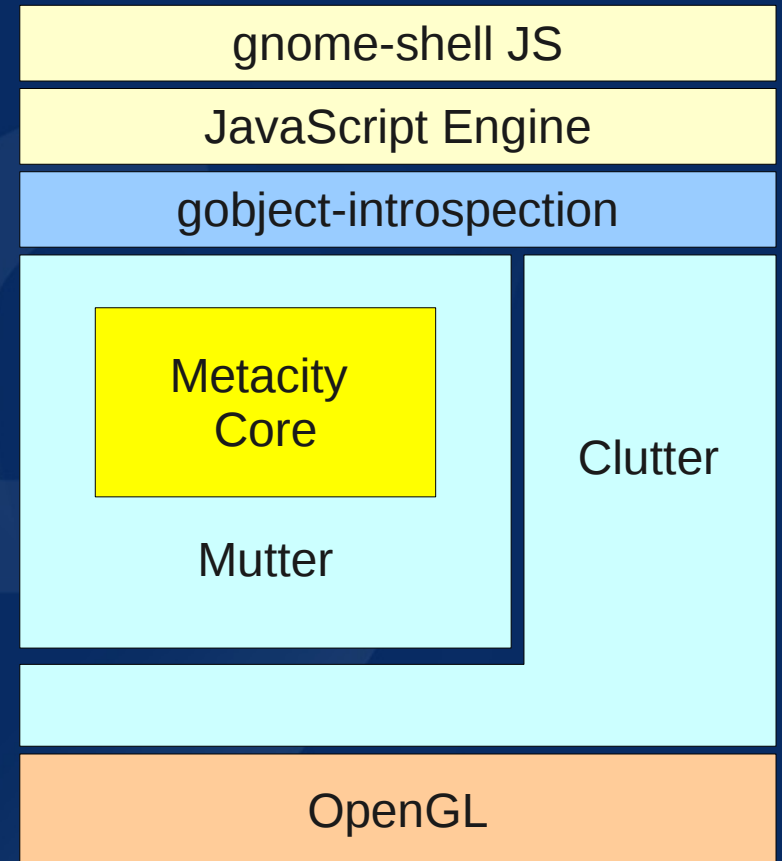 gnome-shell JS
JavaScript Engine
gobject-introspection
Metacity
Core
Mutter
Clutter
OpenGL